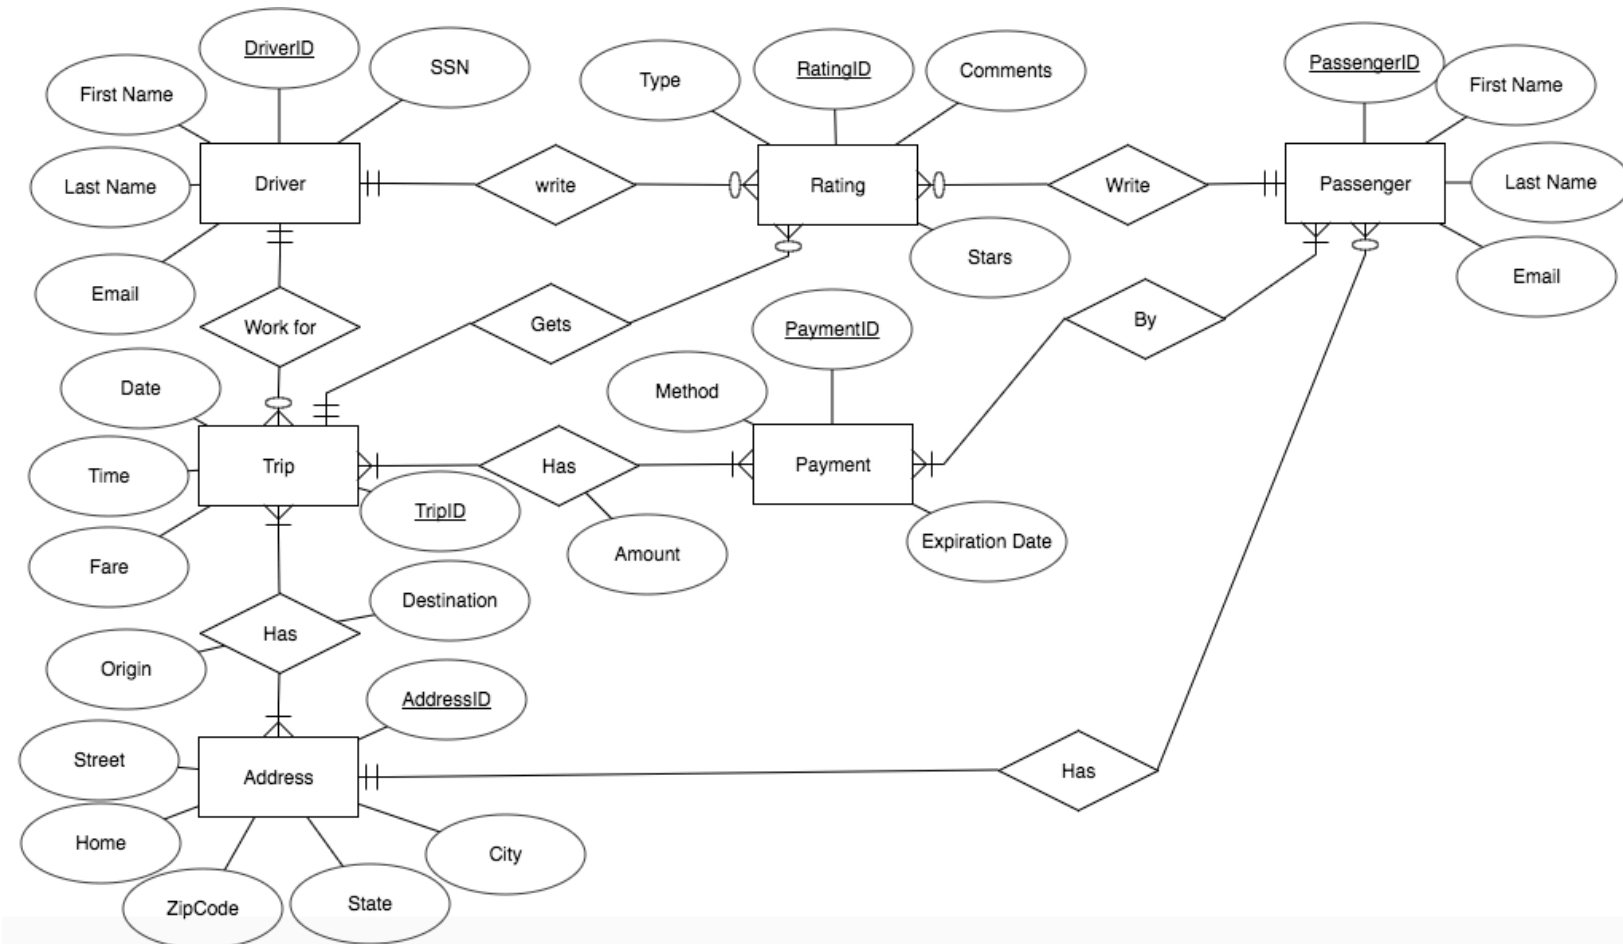 DriverID
SSN
First Name
Last Name
Email
Driver
write
Type
RatingID
Comments
Rating
Stars
Write
PassengerID
First Name
Passenger
Last Name
Email
Work for
Gets
By
Date
Time
Fare
Trip
TripID
Has
Amount
PaymentID
Method
Payment
Expiration Date
Has
Destination
Origin
AddressID
Street
Address
Home
ZipCode
State
City
Has